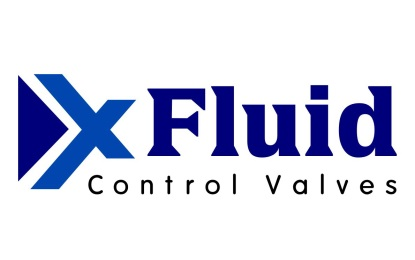 X Fluid
Control Valves